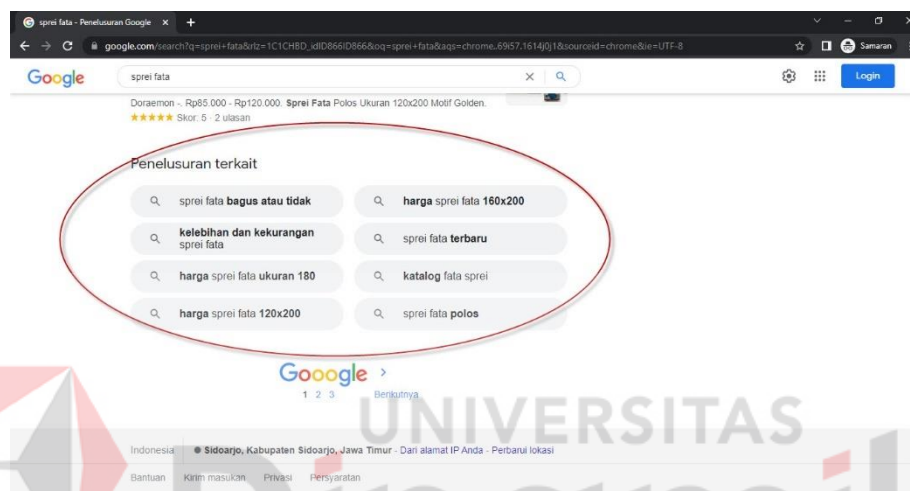 sprei fata - Penelusuran Google
google.com/search?q=sprei+fata&rlz=1C1CHBD_idID866ID866&oq=sprei+fata&aqs=chrome..69i57.1614j0j1&sourceid=chrome&ie=UTF-8
Samaran
Google
sprei fata
Login
Doraemon -. Rp85.000 - Rp120.000. Sprei Fata Polos Ukuran 120x200 Motif Golden.
★★★★★ Skor: 5 · 2 ulasan
Penelusuran terkait
sprei fata bagus atau tidak
harga sprei fata 160x200
kelebihan dan kekurangan
sprei fata
sprei fata terbaru
harga sprei fata ukuran 180
katalog fata sprei
harga sprei fata 120x200
sprei fata polos
Gooogle >
1 2 3 Berikutnya
UNIVERSITAS
Indonesia Sidoarjo, Kabupaten Sidoarjo, Jawa Timur - Dari alamat IP Anda - Perbarui lokasi
Bantuan Kirim masukan Privasi Persyaratan